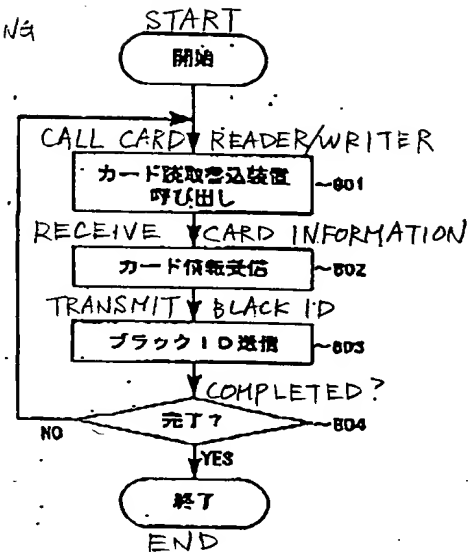 NG
START
開始
CALL CARD READER/WRITER
カード読取書込装置
呼び出し
~801
RECEIVE CARD INFORMATION
カード情報受信
~802
TRANSMIT BLACK ID
ブラックID送信
~803
COMPLETED?
完了?
~804
NO
YES
終了
END